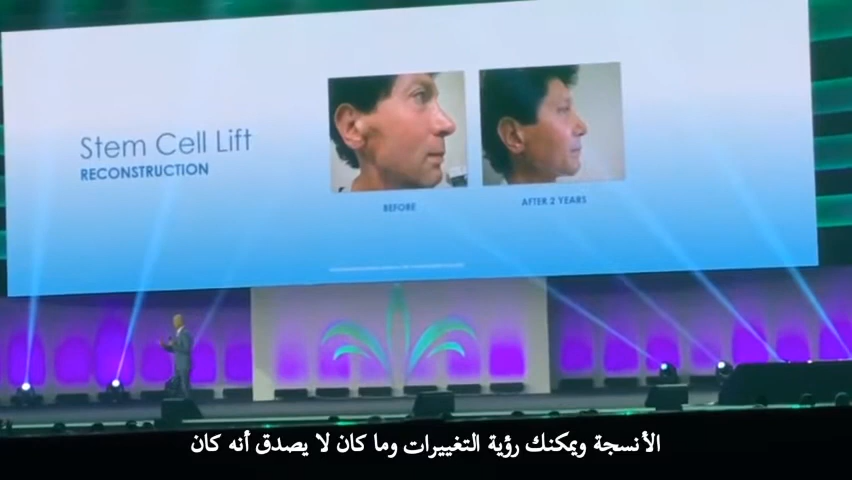 Stem Cell Lift
RECONSTRUCTION
BEFORE
AFTER 2 YEARS
الأنسجة ويمكنك رؤية التغييرات وما كان لا يصدق أنه كان